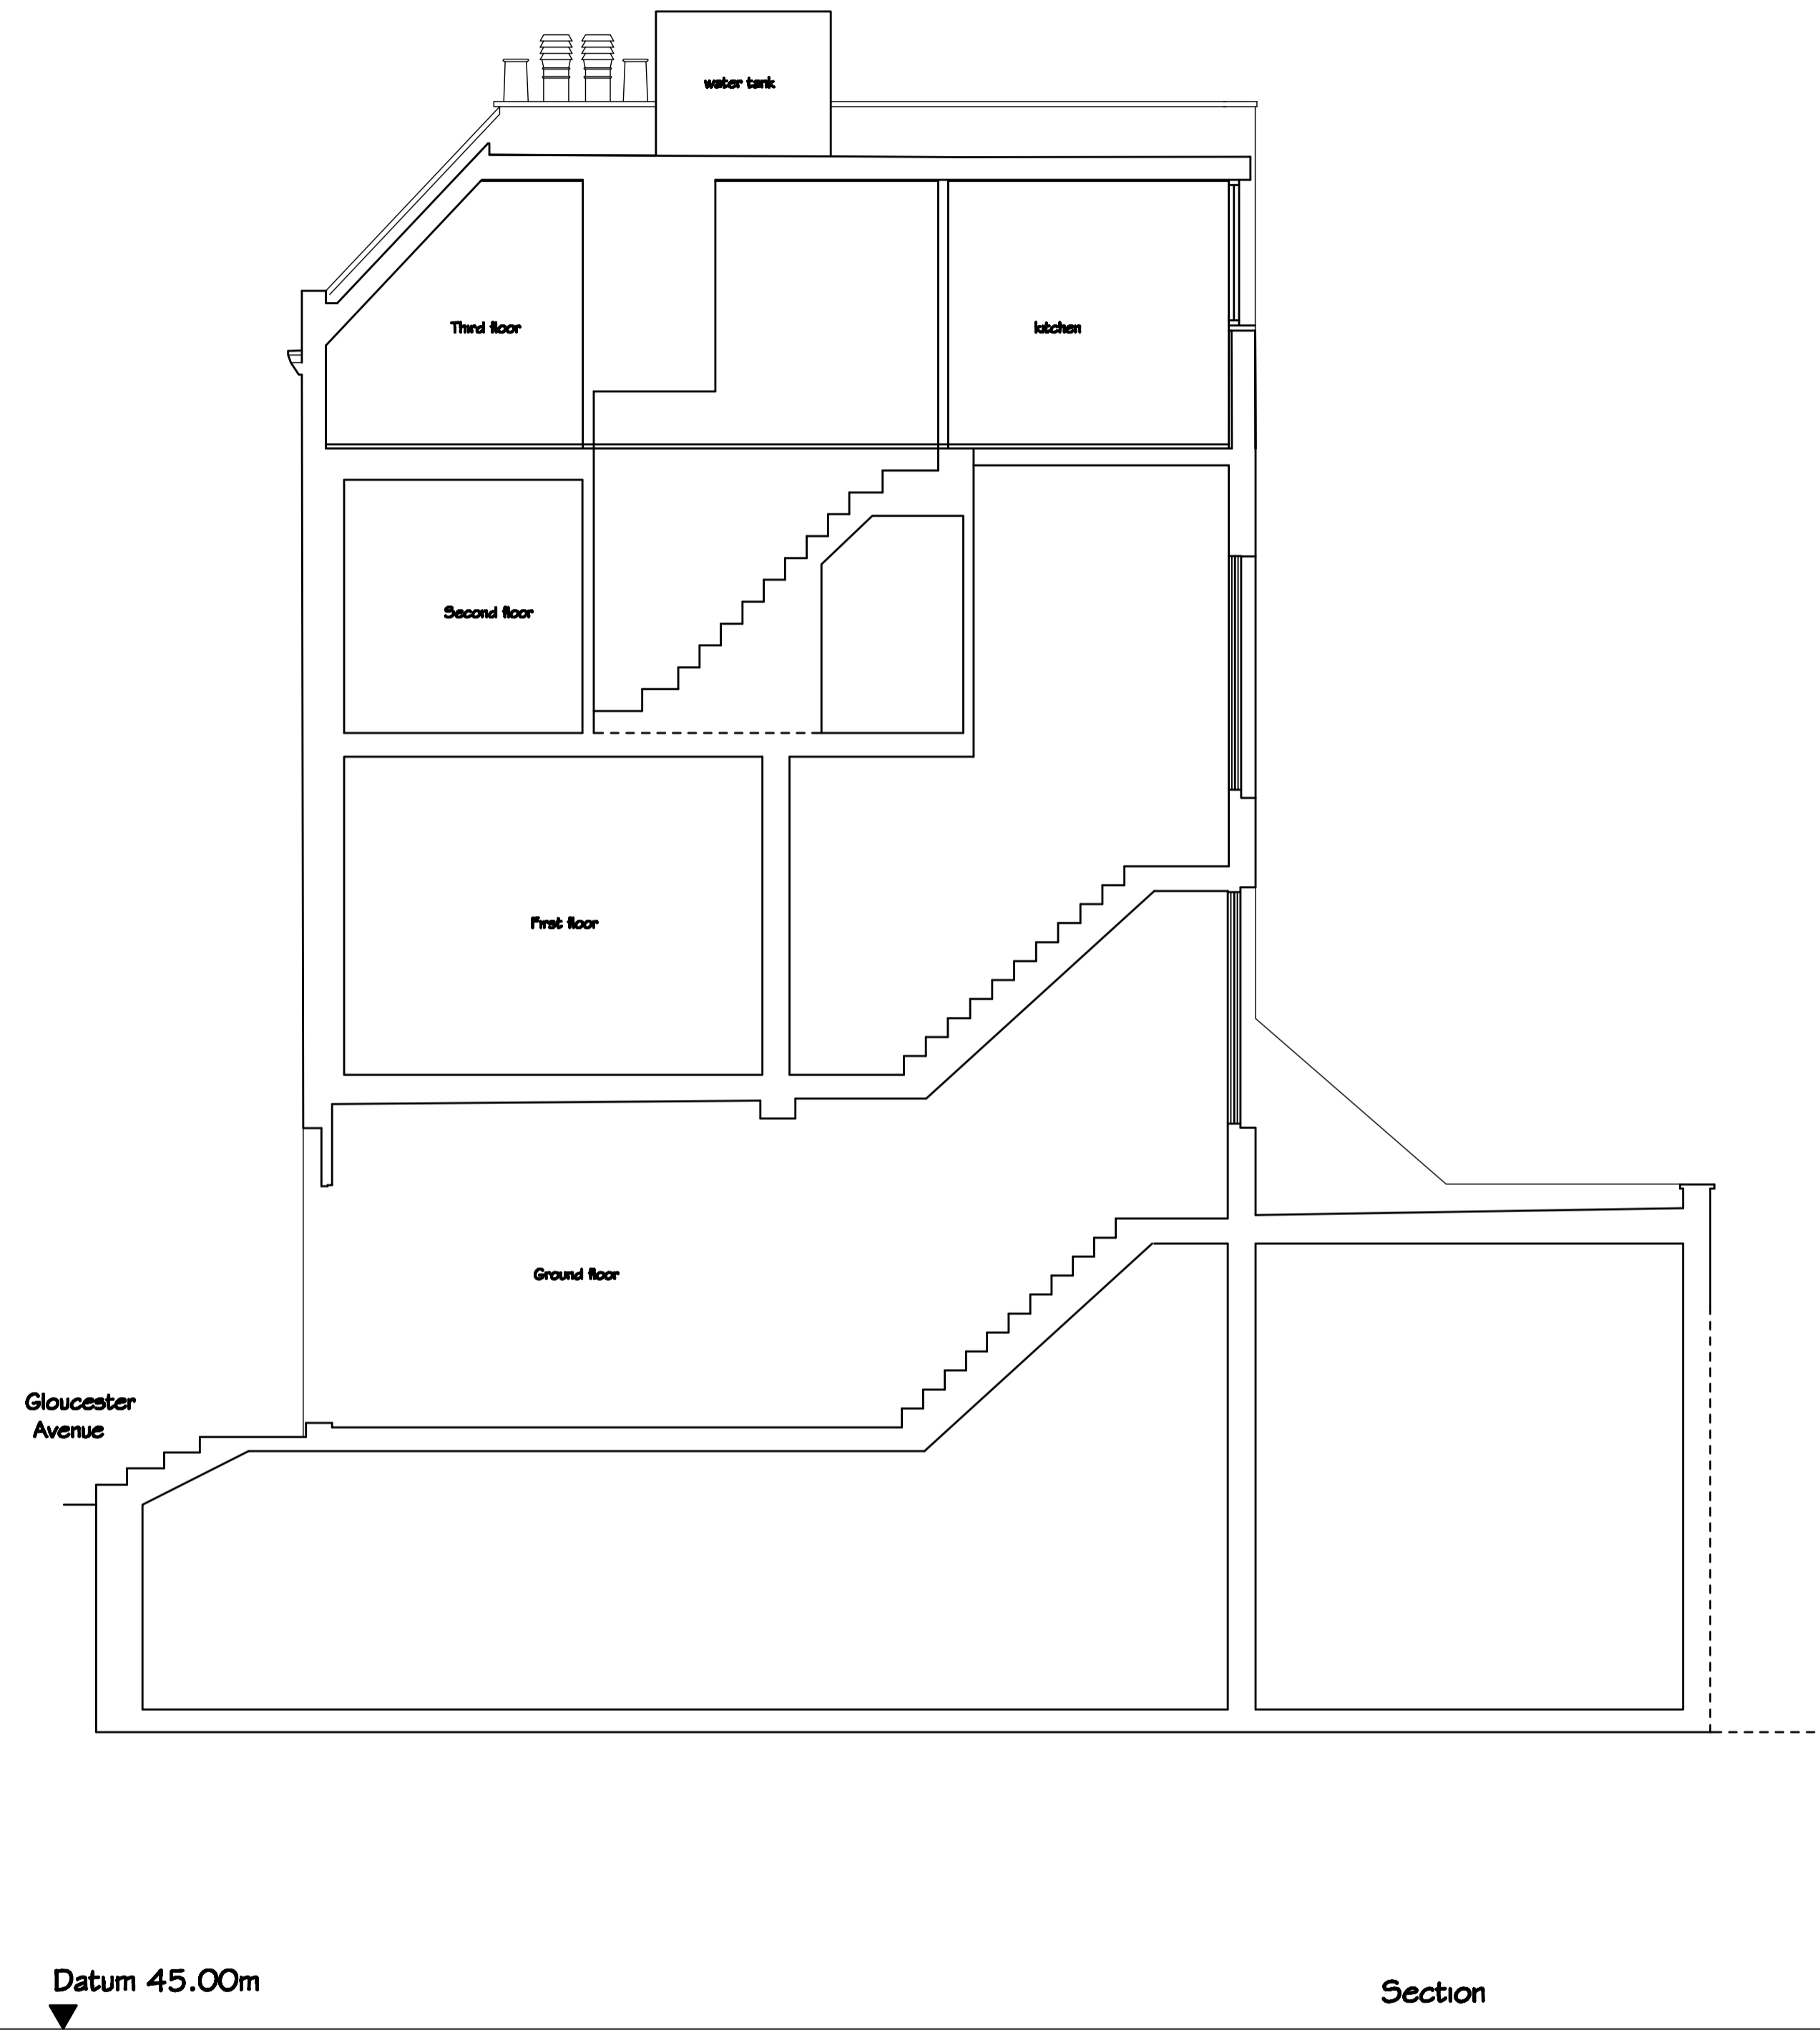 water tank
Third floor
kitchen
Second floor
First floor
Ground floor
Gloucester
Avenue
Datum 45.00m
Section